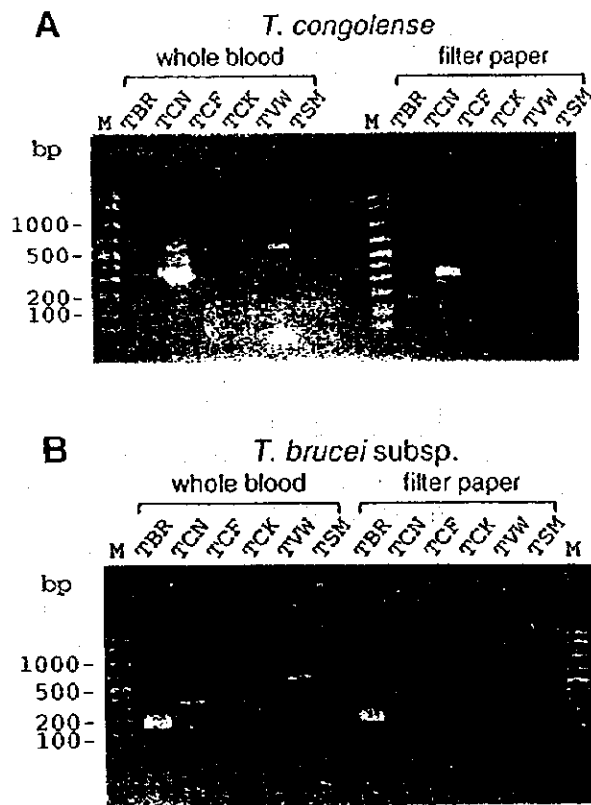 A
T. congolense
whole blood filter paper
M TBR TCN TCF TCK TVW TSM M TBR TCN TCF TCK TVW TSM
bp
1000-
500-
200-
100-
B
T. brucei subsp.
whole blood filter paper
M TBR TCN TCF TCK TVW TSM TBR TCN TCF TCK TVW TSM M
bp
1000-
500-
200-
100-